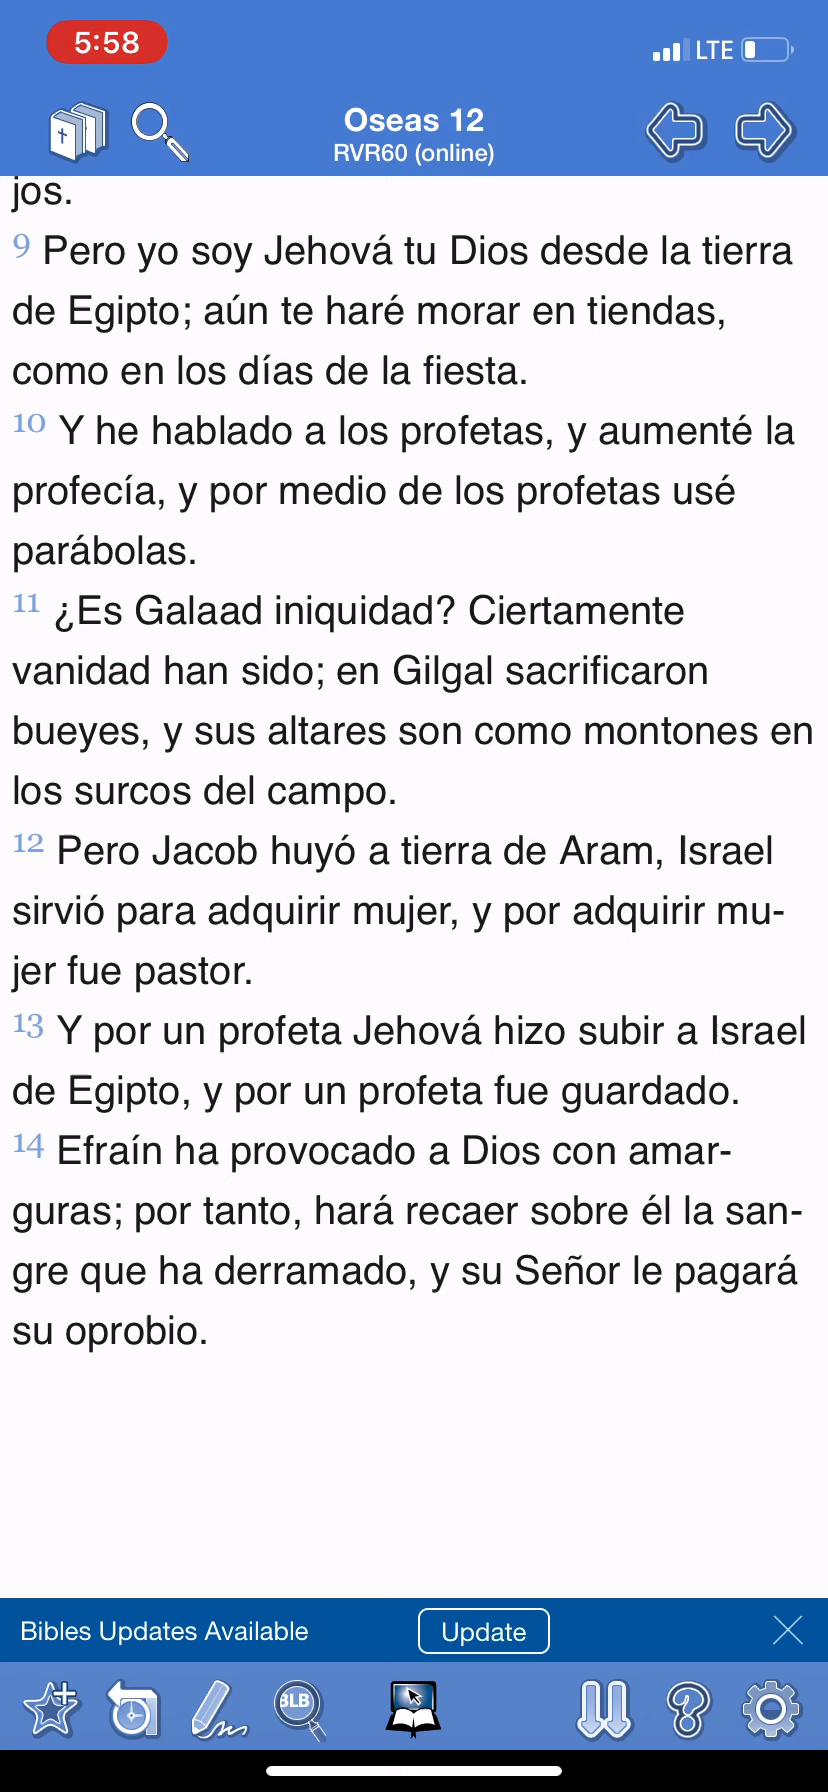 5:58
LTE
Oseas 12
RVR60 (online)
jos.
9 Pero yo soy Jehová tu Dios desde la tierra
de Egipto; aún te haré morar en tiendas,
como en los días de la fiesta.
10 Y he hablado a los profetas, y aumenté la
profecía, y por medio de los profetas usé
parábolas.
11 ¿Es Galaad iniquidad? Ciertamente
vanidad han sido; en Gilgal sacrificaron
bueyes, y sus altares son como montones en
los surcos del campo.
12 Pero Jacob huyó a tierra de Aram, Israel
sirvió para adquirir mujer, y por adquirir mu-
jer fue pastor.
13 Y por un profeta Jehová hizo subir a Israel
de Egipto, y por un profeta fue guardado.
14 Efraín ha provocado a Dios con amar-
guras; por tanto, hará recaer sobre él la san-
gre que ha derramado, y su Señor le pagará
su oprobio.
Bibles Updates Available
Update
BLB